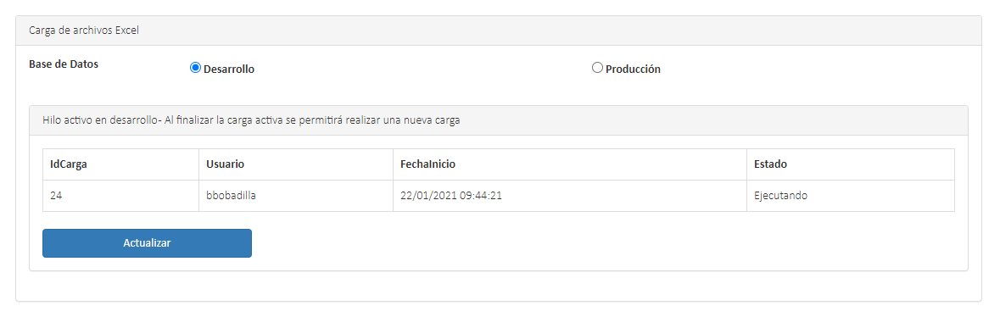 Carga de archivos Excel
Base de Datos Desarrollo Producción
Hilo activo en desarrollo- Al finalizar la carga activa se permitirá realizar una nueva carga
IdCarga Usuario FechaInicio Estado
24 bbobadilla 22/01/2021 09:44:21 Ejecutando
Actualizar